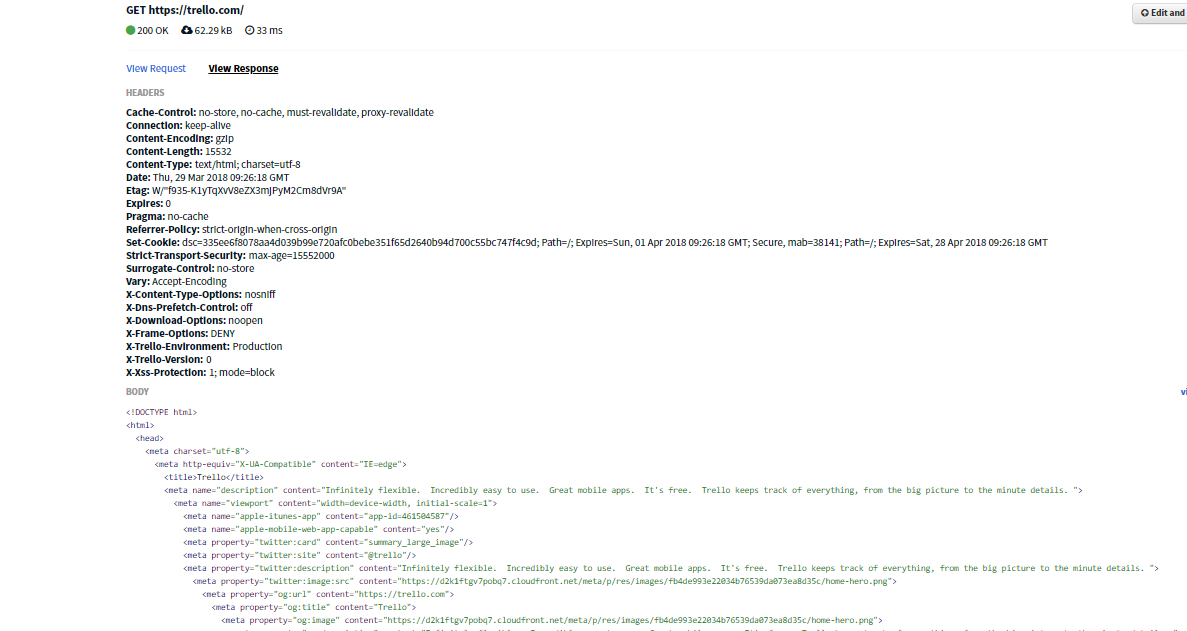 GET https://trello.com/
Edit and
200 OK 62.29 kB 33 ms
View Request View Response
HEADERS
Cache-Control: no-store, no-cache, must-revalidate, proxy-revalidate
Connection: keep-alive
Content-Encoding: gzip
Content-Length: 15532
Content-Type: text/html; charset=utf-8
Date: Thu, 29 Mar 2018 09:26:18 GMT
Etag: W/"f935-K1yTqXvV8eZX3mJPyM2Cm8dVr9A"
Expires: 0
Pragma: no-cache
Referrer-Policy: strict-origin-when-cross-origin
Set-Cookie: dsc=335ee6f8078aa4d039b99e720afc0bebe351f65d2640b94d700c55bc747f4c9d; Path=/; Expires=Sun, 01 Apr 2018 09:26:18 GMT; Secure, mab=38141; Path=/; Expires=Sat, 28 Apr 2018 09:26:18 GMT
Strict-Transport-Security: max-age=15552000
Surrogate-Control: no-store
Vary: Accept-Encoding
X-Content-Type-Options: nosniff
X-Dns-Prefetch-Control: off
X-Download-Options: noopen
X-Frame-Options: DENY
X-Trello-Environment: Production
X-Trello-Version: 0
X-Xss-Protection: 1; mode=block
BODY
vi
<!DOCTYPE html>
<html>
<head>
<meta charset="utf-8">
<meta http-equiv="X-UA-Compatible" content="IE=edge">
<title>Trello</title>
<meta name="description" content="Infinitely flexible.  Incredibly easy to use.  Great mobile apps.  It's free.  Trello keeps track of everything, from the big picture to the minute details. ">
<meta name="viewport" content="width=device-width, initial-scale=1">
<meta name="apple-itunes-app" content="app-id=461504587"/>
<meta name="apple-mobile-web-app-capable" content="yes"/>
<meta property="twitter:card" content="summary_large_image"/>
<meta property="twitter:site" content="@trello"/>
<meta property="twitter:description" content="Infinitely flexible.  Incredibly easy to use.  Great mobile apps.  It's free.  Trello keeps track of everything, from the big picture to the minute details. ">
<meta property="twitter:image:src" content="https://d2k1ftgv7pobq7.cloudfront.net/meta/p/res/images/fb4de993e22034b76539da073ea8d35c/home-hero.png">
<meta property="og:url" content="https://trello.com">
<meta property="og:title" content="Trello">
<meta property="og:image" content="https://d2k1ftgv7pobq7.cloudfront.net/meta/p/res/images/fb4de993e22034b76539da073ea8d35c/home-hero.png">